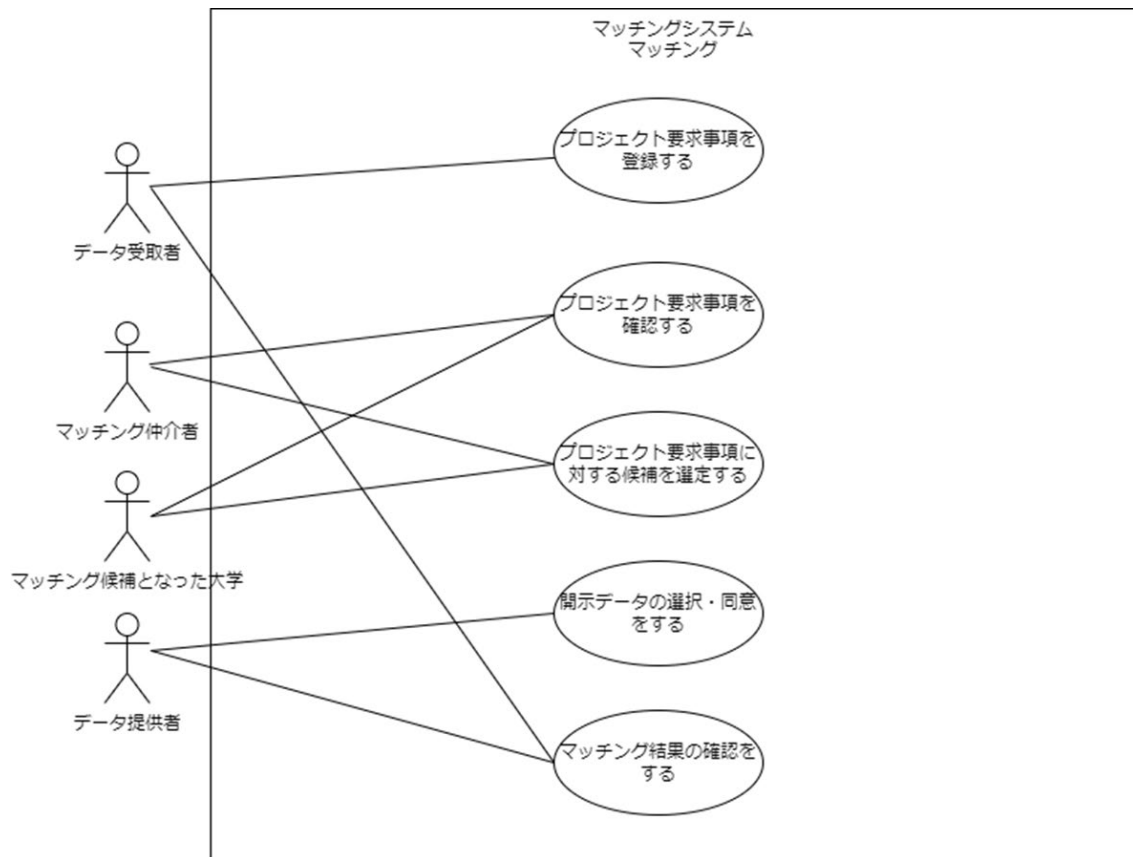 マッチングシステム
マッチング
プロジェクト要求事項を
登録する
データ受取者
プロジェクト要求事項を
確認する
マッチング仲介者
プロジェクト要求事項に
対する候補を選定する
マッチング候補となった大学
開示データの選択・同意
をする
データ提供者
マッチング結果の確認を
する